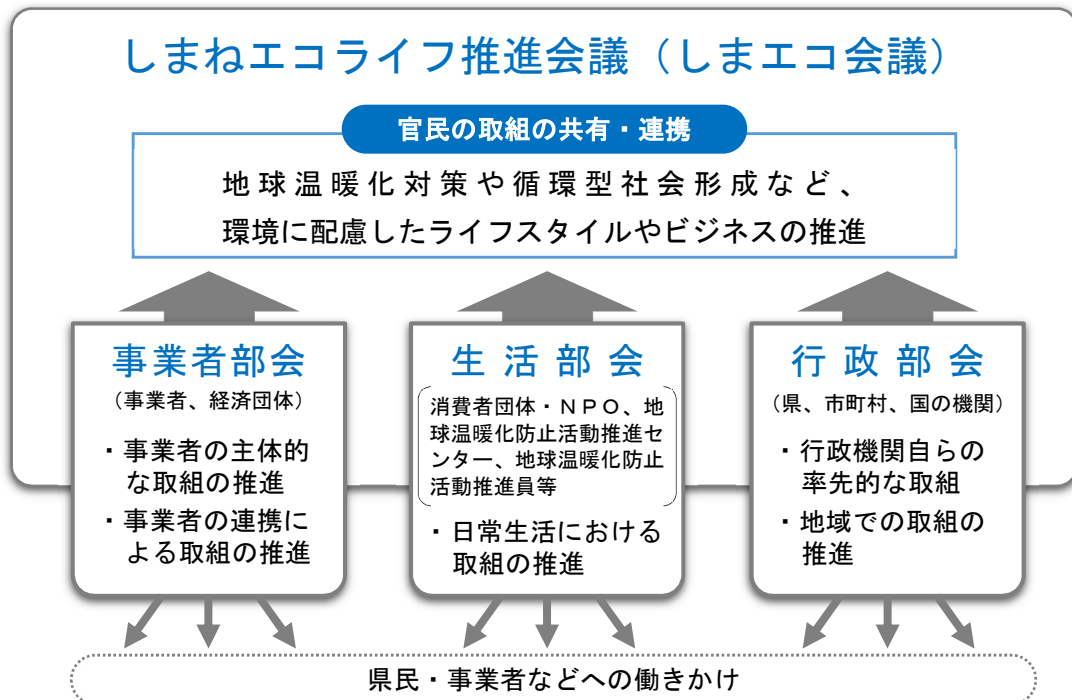 しまねエコライフ推進会議（しまエコ会議）
官民の取組の共有・連携
地球温暖化対策や循環型社会形成など、
環境に配慮したライフスタイルやビジネスの推進
事業者部会
（事業者、経済団体）
・事業者の主体的
な取組の推進
・事業者の連携に
よる取組の推進
生活部会
消費者団体・ＮＰＯ、地
球温暖化防止活動推進セ
ンター、地球温暖化防止
活動推進員等
・日常生活における
取組の推進
行政部会
（県、市町村、国の機関）
・行政機関自らの
率先的な取組
・地域での取組の
推進
県民・事業者などへの働きかけ